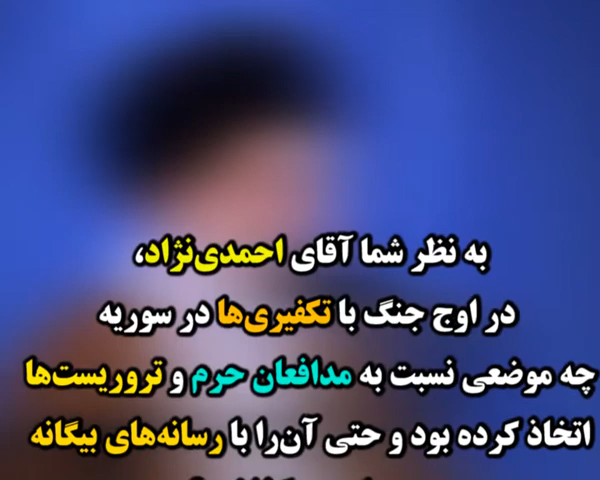 به نظر شما آقای احمدی‌نژاد،
در اوج جنگ با تکفیری‌ها در سوریه
چه موضعی نسبت به مدافعان حرم و تروریست‌ها
اتخاذ کرده بود و حتی آن‌را با رسانه‌های بیگانه